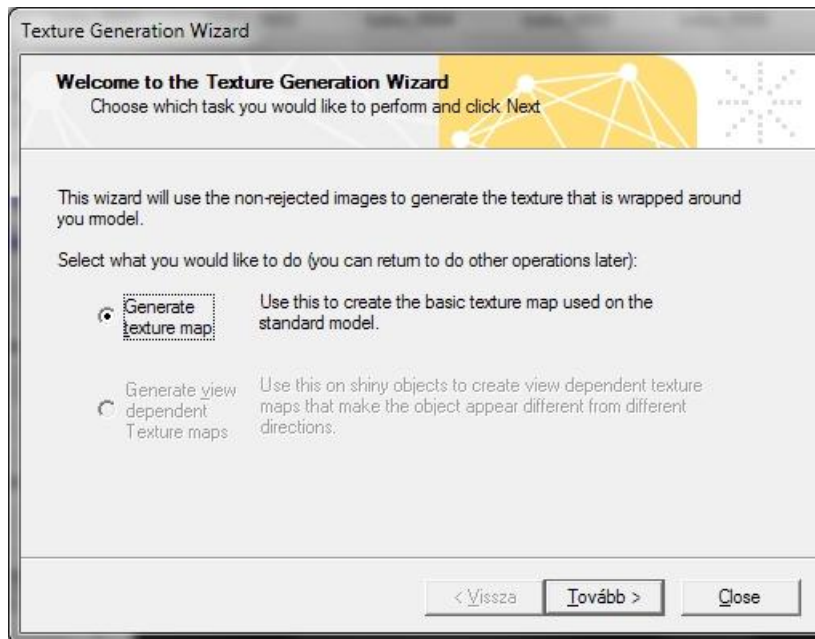 Texture Generation Wizard
Welcome to the Texture Generation Wizard
Choose which task you would like to perform and click Next
This wizard will use the non-rejected images to generate the texture that is wrapped around
you rmodel.
Select what you would like to do (you can return to do other operations later):
Generate
texture map
Use this to create the basic texture map used on the
standard model.
Generate view
dependent
Texture maps
Use this on shiny objects to create view dependent texture
maps that make the object appear different from different
directions.
< Vissza
Tovább >
Close